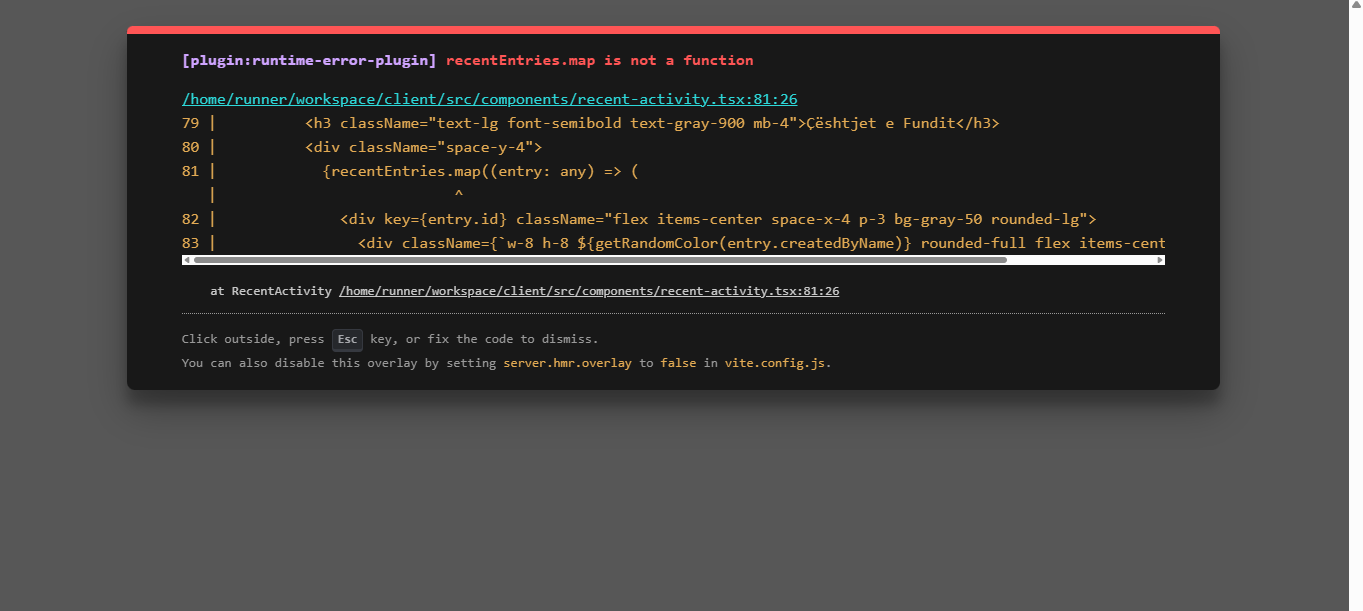 [plugin:runtime-error-plugin] recentEntries.map is not a function
/home/runner/workspace/client/src/components/recent-activity.tsx:81:26
79 |          <h3 className="text-lg font-semibold text-gray-900 mb-4">Çështjet e Fundit</h3>
80 |          <div className="space-y-4">
81 |            {recentEntries.map((entry: any) => (
   |                           ^
82 |              <div key={entry.id} className="flex items-center space-x-4 p-3 bg-gray-50 rounded-lg">
83 |                <div className={`w-8 h-8 ${getRandomColor(entry.createdByName)} rounded-full flex items-cent
at RecentActivity /home/runner/workspace/client/src/components/recent-activity.tsx:81:26
Click outside, press Esc key, or fix the code to dismiss.
You can also disable this overlay by setting server.hmr.overlay to false in vite.config.js.